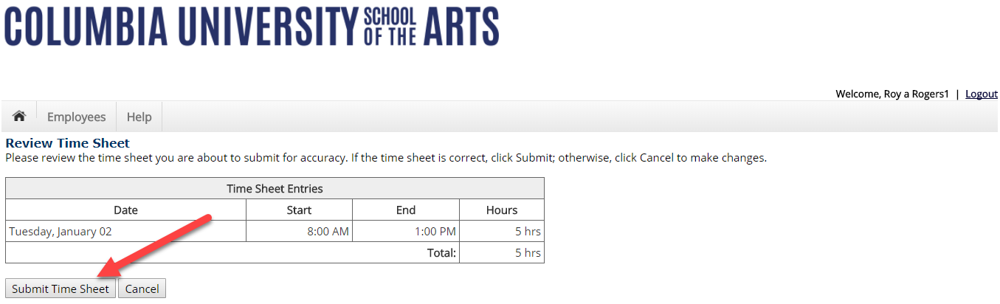 COLUMBIA UNIVERSITY SCHOOL OF THE ARTS
Welcome, Roy a Rogers1 | Logout
Employees Help
Review Time Sheet
Please review the time sheet you are about to submit for accuracy. If the time sheet is correct, click Submit; otherwise, click Cancel to make changes.
Time Sheet Entries
Date Start End Hours
Tuesday, January 02 8:00 AM 1:00 PM 5 hrs
Total: 5 hrs
Submit Time Sheet Cancel